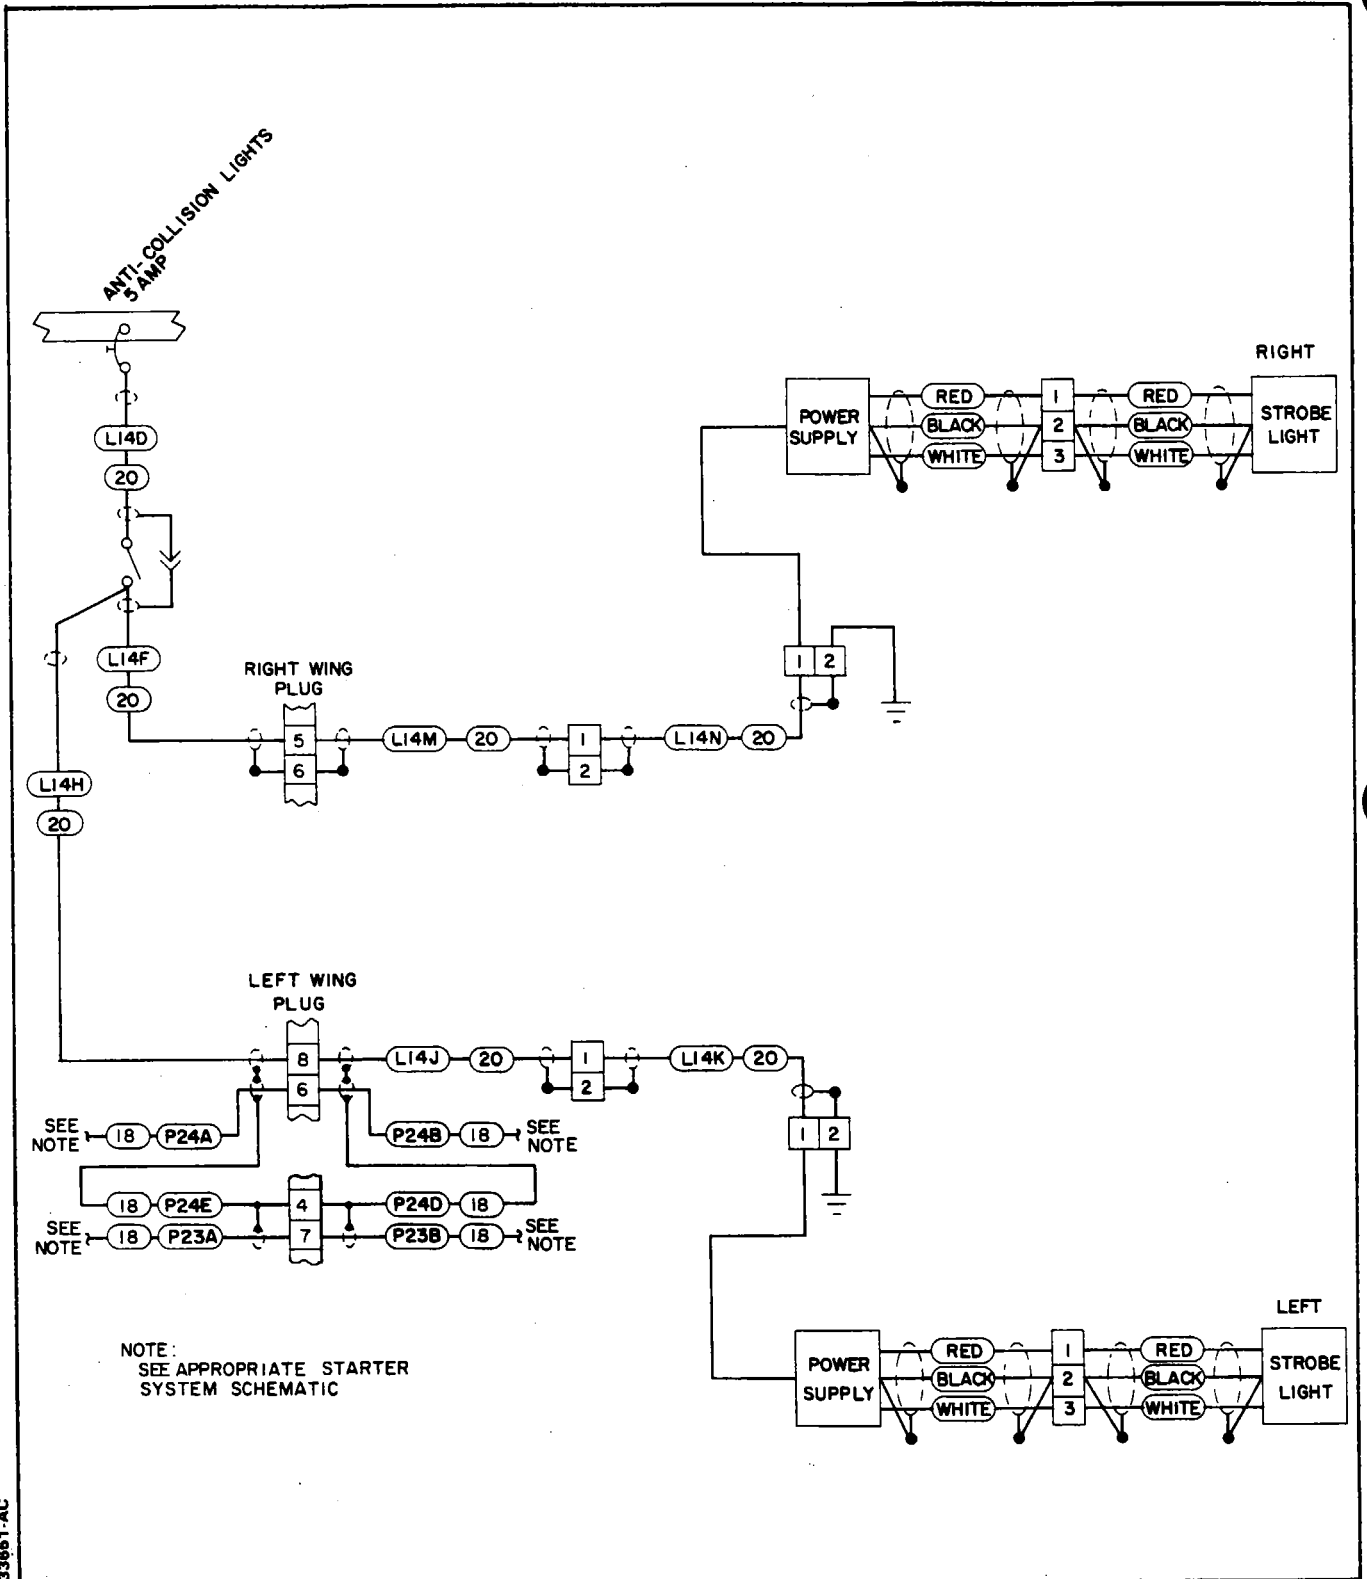 ANTI-COLLISION LIGHTS
5 AMP
L14D
20
RIGHT
POWER
SUPPLY
RED
BLACK
WHITE
1
2
3
RED
BLACK
WHITE
STROBE
LIGHT
L14F
20
RIGHT WING
PLUG
5
6
L14M
20
1
2
L14N
20
1
2
L14H
20
LEFT WING
PLUG
8
6
L14J
20
1
2
L14K
20
1
2
SEE
NOTE
18
P24A
P24B
18
SEE
NOTE
18
P24E
4
P24D
18
SEE
NOTE
18
P23A
7
P23B
18
SEE
NOTE
LEFT
POWER
SUPPLY
RED
BLACK
WHITE
1
2
3
RED
BLACK
WHITE
STROBE
LIGHT
NOTE:
SEE APPROPRIATE STARTER
SYSTEM SCHEMATIC